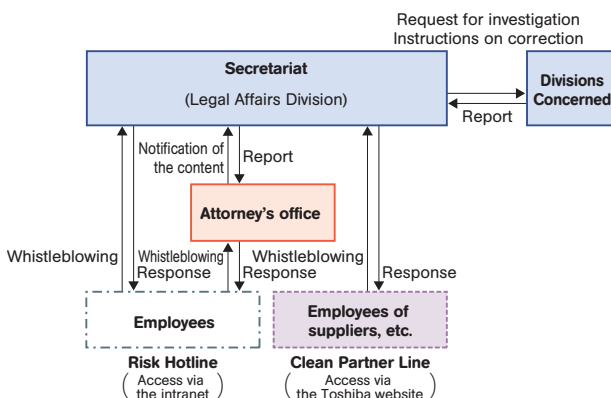 Request for investigation
Instructions on correction
Secretariat
(Legal Affairs Division)
Divisions
Concerned
Report
Notification of
the content
Report
Attorney's office
Whistleblowing
Whistleblowing
Response
Whistleblowing
Response
Response
Employees
Employees of
suppliers, etc.
Risk Hotline
(Access via
the intranet)
Clean Partner Line
(Access via
the Toshiba website)